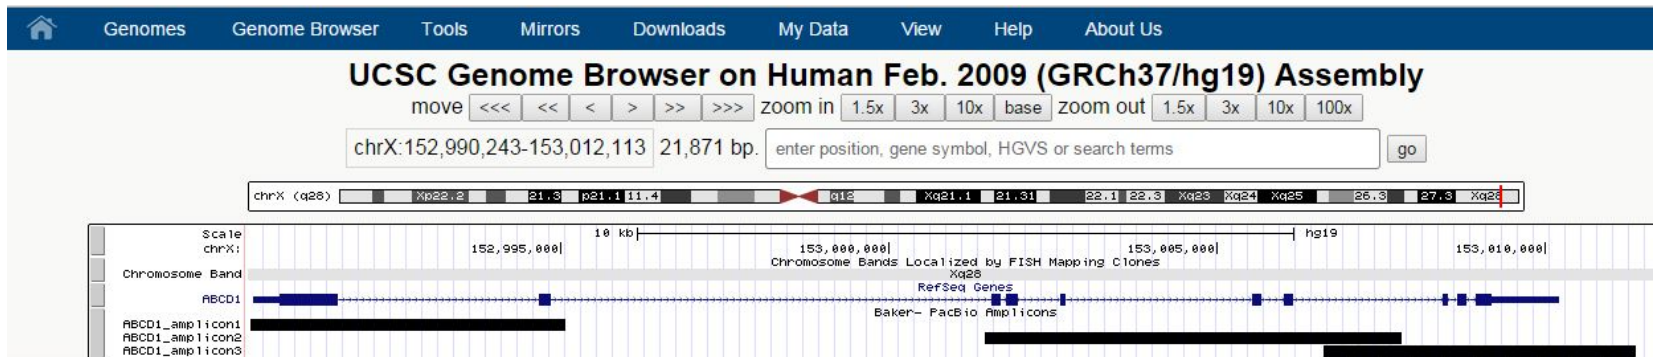 Genomes Genome Browser Tools Mirrors Downloads My Data View Help About Us
UCSC Genome Browser on Human Feb. 2009 (GRCh37/hg19) Assembly
move <<< << < > >> >>> zoom in 1.5x 3x 10x base zoom out 1.5x 3x 10x 100x
chrX:152,990,243-153,012,113 21,871 bp. enter position, gene symbol, HGVS or search terms go
chrX (q28) Xp22.2 21.3 p21.1 11.4 q12 Xq21.1 21.31 22.1 22.3 Xq23 Xq24 Xq25 26.3 27.3 Xq28
Scale 10 kb hg19
chrX: 152,995,000| 153,000,000| 153,005,000| 153,010,000|
Chromosome Bands Localized by FISH Mapping Clones
Chromosome Band Xq28
RefSeq Genes
ABCD1
Baker- PacBio Amplicons
ABCD1_amplicon1
ABCD1_amplicon2
ABCD1_amplicon3